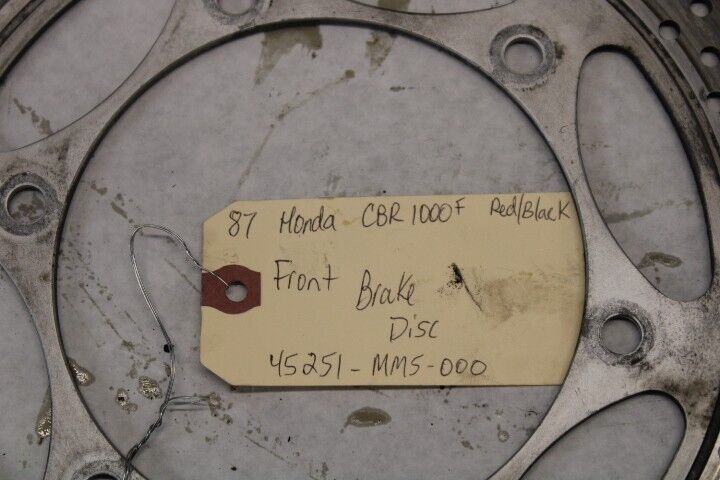 87 Honda CBR 1000F Red/Black
Front Brake
Disc
45251-MM5-000